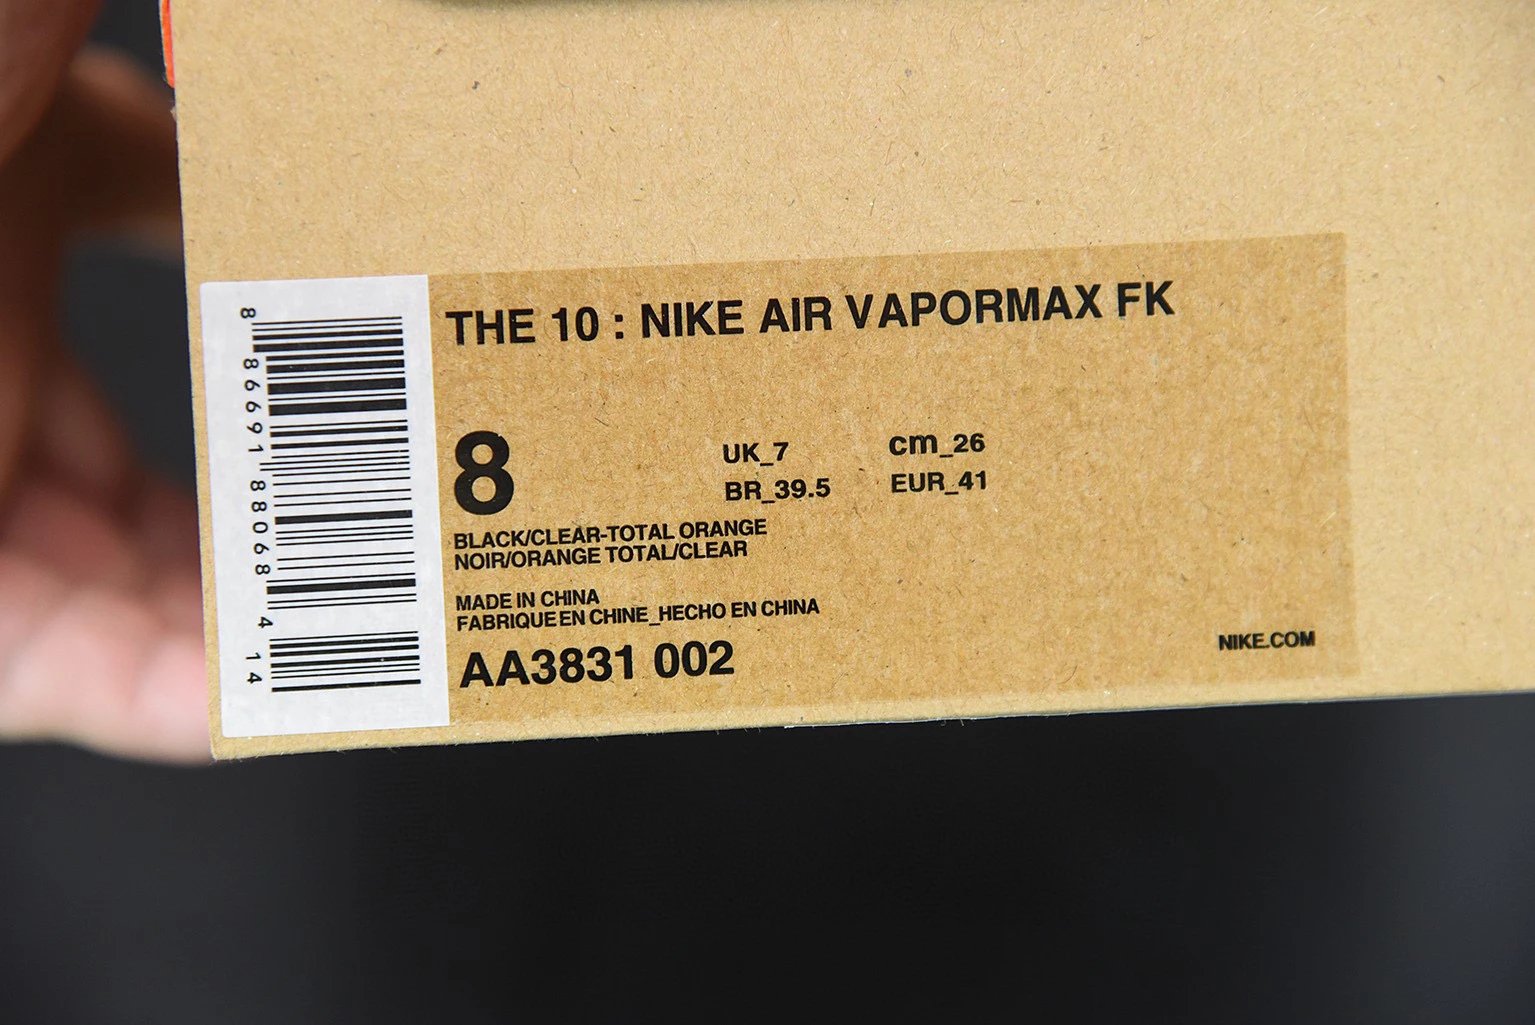 THE 10 : NIKE AIR VAPORMAX FK
8
UK_7 cm_26
BR_39.5 EUR_41
BLACK/CLEAR-TOTAL ORANGE
NOIR/ORANGE TOTAL/CLEAR
MADE IN CHINA
FABRIQUE EN CHINE_HECHO EN CHINA
AA3831 002
NIKE.COM
8 86691 88068 4 14